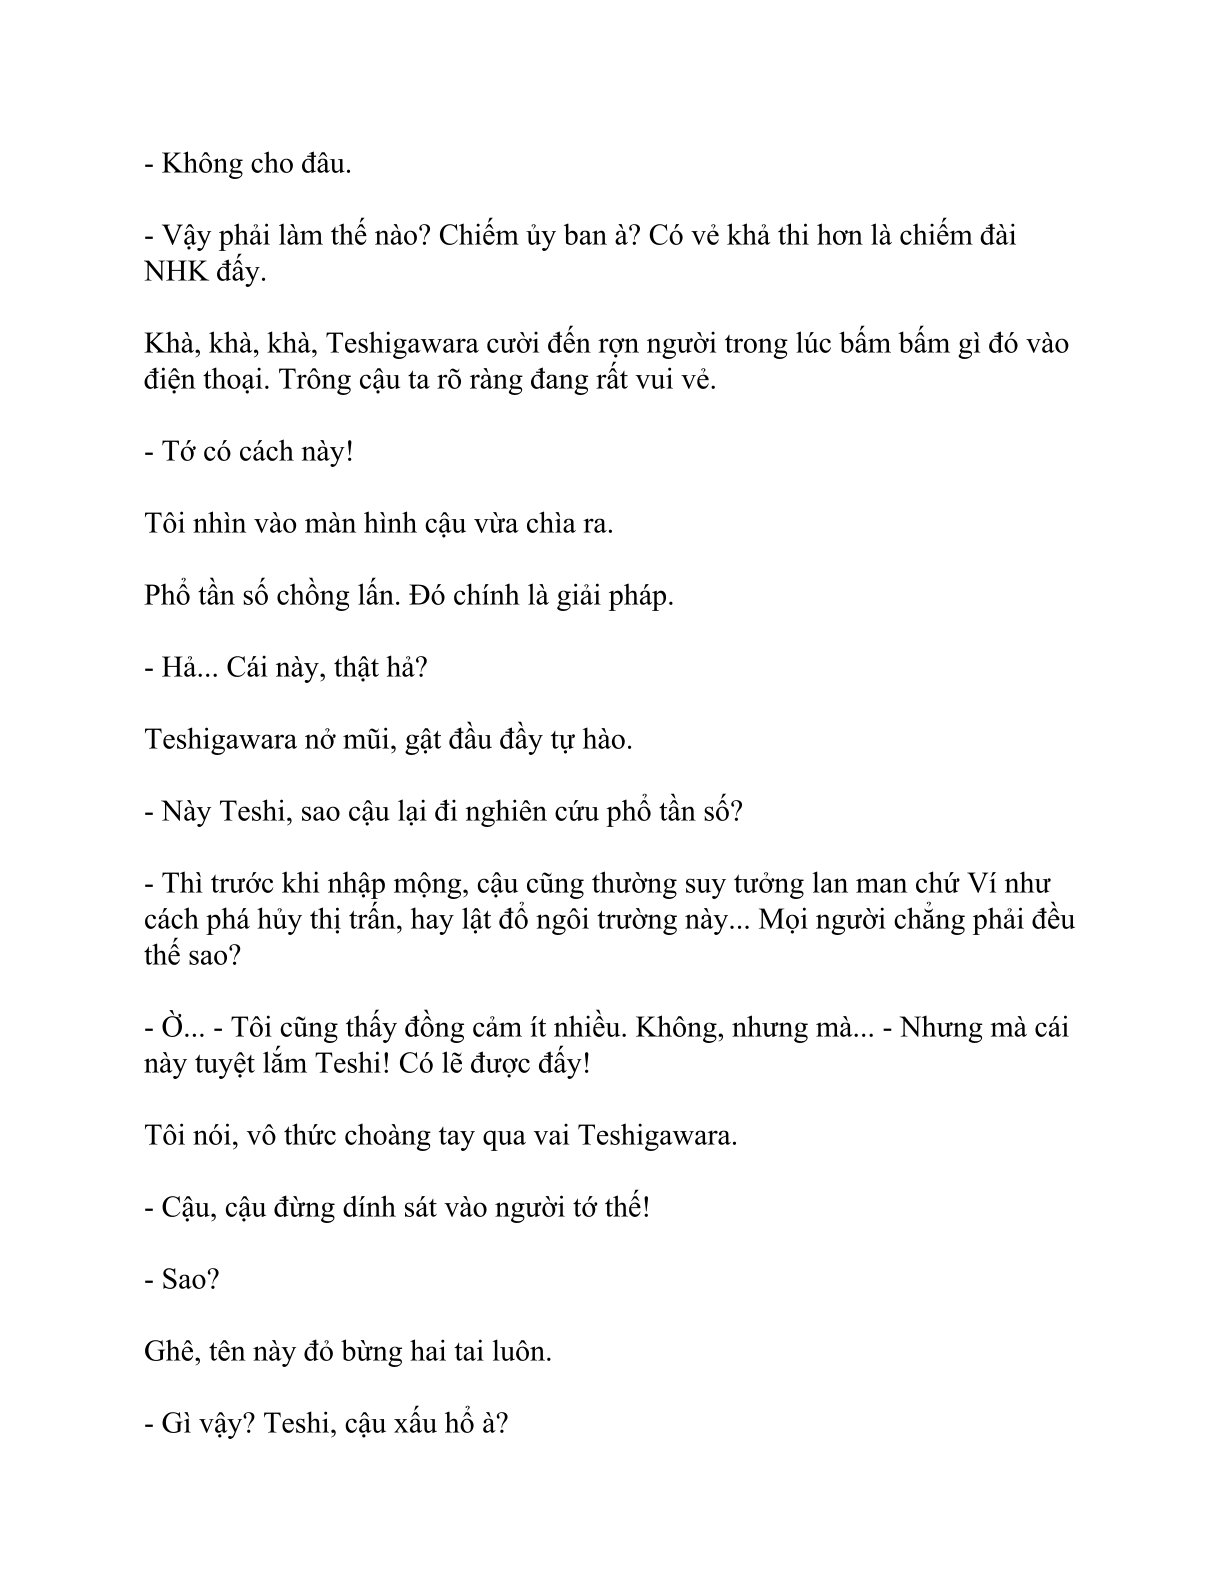 - Không cho đâu.
- Vậy phải làm thế nào? Chiếm ủy ban à? Có vẻ khả thi hơn là chiếm đài
NHK đấy.
Khà, khà, khà, Teshigawara cười đến rợn người trong lúc bấm bấm gì đó vào
điện thoại. Trông cậu ta rõ ràng đang rất vui vẻ.
- Tớ có cách này!
Tôi nhìn vào màn hình cậu vừa chìa ra.
Phổ tần số chồng lấn. Đó chính là giải pháp.
- Hả... Cái này, thật hả?
Teshigawara nở mũi, gật đầu đầy tự hào.
- Này Teshi, sao cậu lại đi nghiên cứu phổ tần số?
- Thì trước khi nhập mộng, cậu cũng thường suy tưởng lan man chứ Ví như
cách phá hủy thị trấn, hay lật đổ ngôi trường này... Mọi người chẳng phải đều
thế sao?
- Ờ... - Tôi cũng thấy đồng cảm ít nhiều. Không, nhưng mà... - Nhưng mà cái
này tuyệt lắm Teshi! Có lẽ được đấy!
Tôi nói, vô thức choàng tay qua vai Teshigawara.
- Cậu, cậu đừng dính sát vào người tớ thế!
- Sao?
Ghê, tên này đỏ bừng hai tai luôn.
- Gì vậy? Teshi, cậu xấu hổ à?